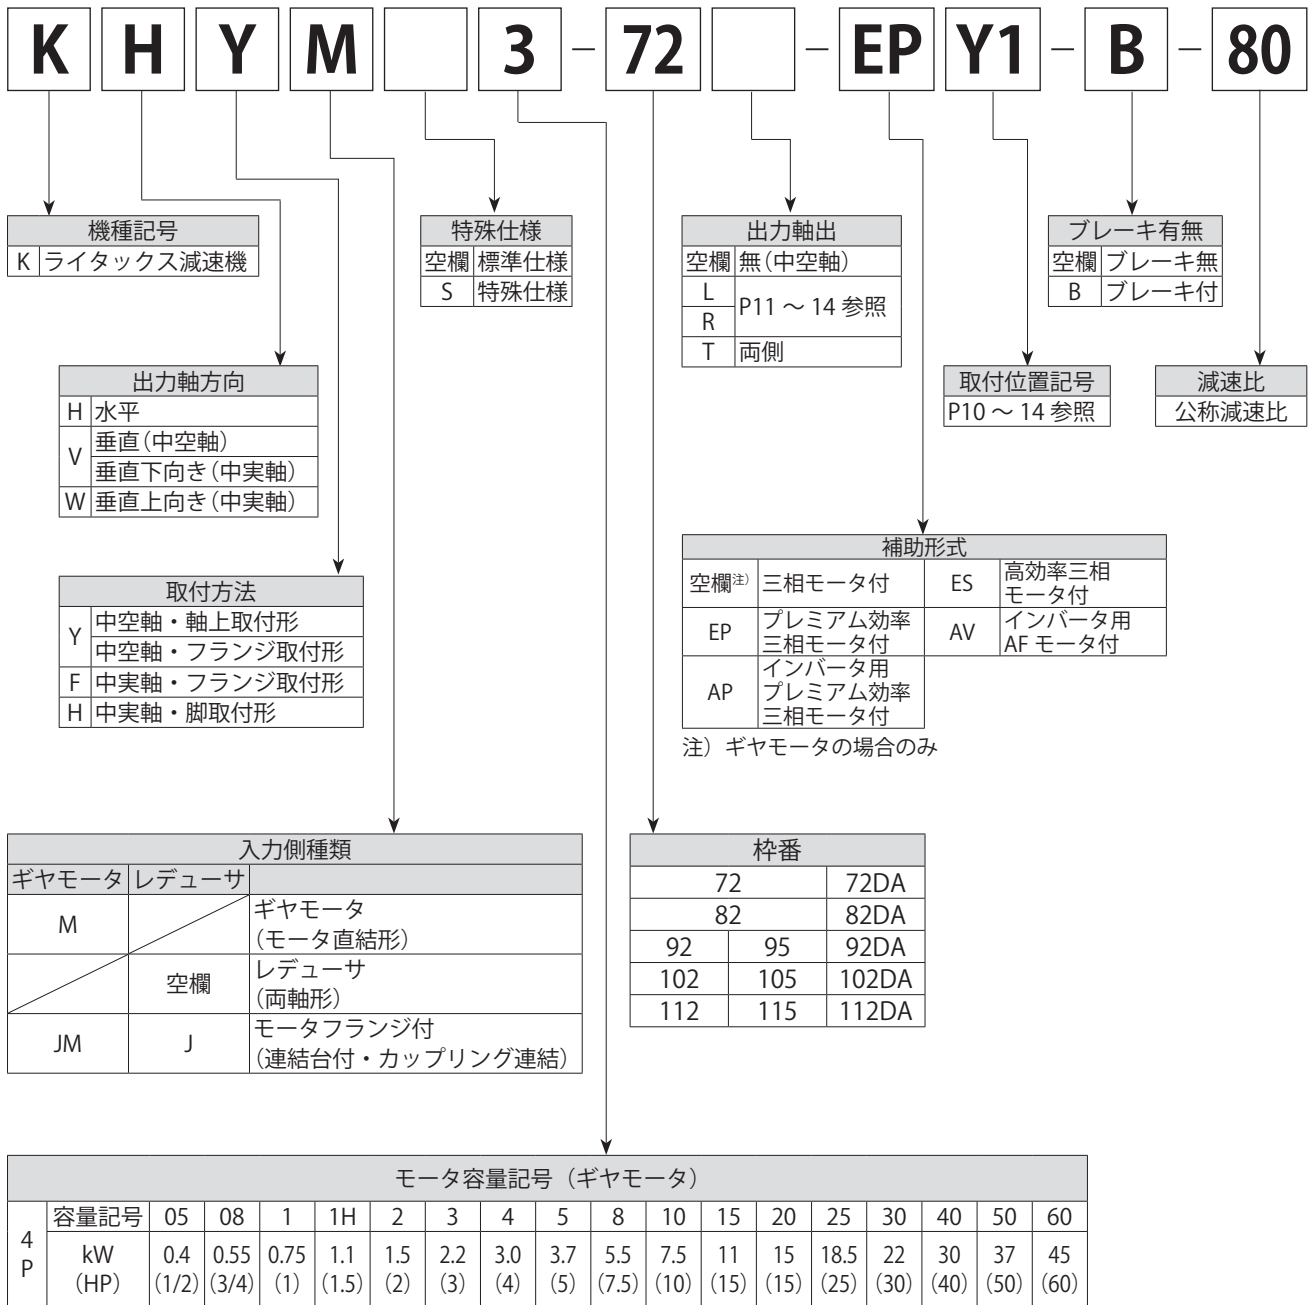 K H Y M 3 － 72 － EP Y1 － B － 80
機種記号
K ライタックス減速機
特殊仕様
空欄 標準仕様
S 特殊仕様
出力軸出
空欄 無（中空軸）
L
R
P11 ～ 14 参照
T 両側
ブレーキ有無
空欄 ブレーキ無
B ブレーキ付
出力軸方向
H 水平
V
垂直（中空軸）
垂直下向き（中実軸）
W 垂直上向き（中実軸）
取付位置記号
P10 ～ 14 参照
減速比
公称減速比
取付方法
Y
中空軸・軸上取付形
中空軸・フランジ取付形
F 中実軸・フランジ取付形
H 中実軸・脚取付形
補助形式
空欄注） 三相モータ付
ES
高効率三相
モータ付
EP
プレミアム効率
三相モータ付
AV
インバータ用
AF モータ付
AP
インバータ用
プレミアム効率
三相モータ付
注）ギヤモータの場合のみ
入力側種類
ギヤモータ レデューサ
M
ギヤモータ
（モータ直結形）
空欄
レデューサ
（両軸形）
JM J
モータフランジ付
（連結台付・カップリング連結）
枠番
72 72DA
82 82DA
92 95 92DA
102 105 102DA
112 115 112DA
モータ容量記号（ギヤモータ）
4
P
容量記号 05 08 1 1H 2 3 4 5 8 10 15 20 25 30 40 50 60
kW 0.4 0.55 0.75 1.1 1.5 2.2 3.0 3.7 5.5 7.5 11 15 18.5 22 30 37 45
（HP） （1/2） （3/4） （1） （1.5） （2） （3） （4） （5） （7.5） （10） （15） （15） （25） （30） （40） （50） （60）